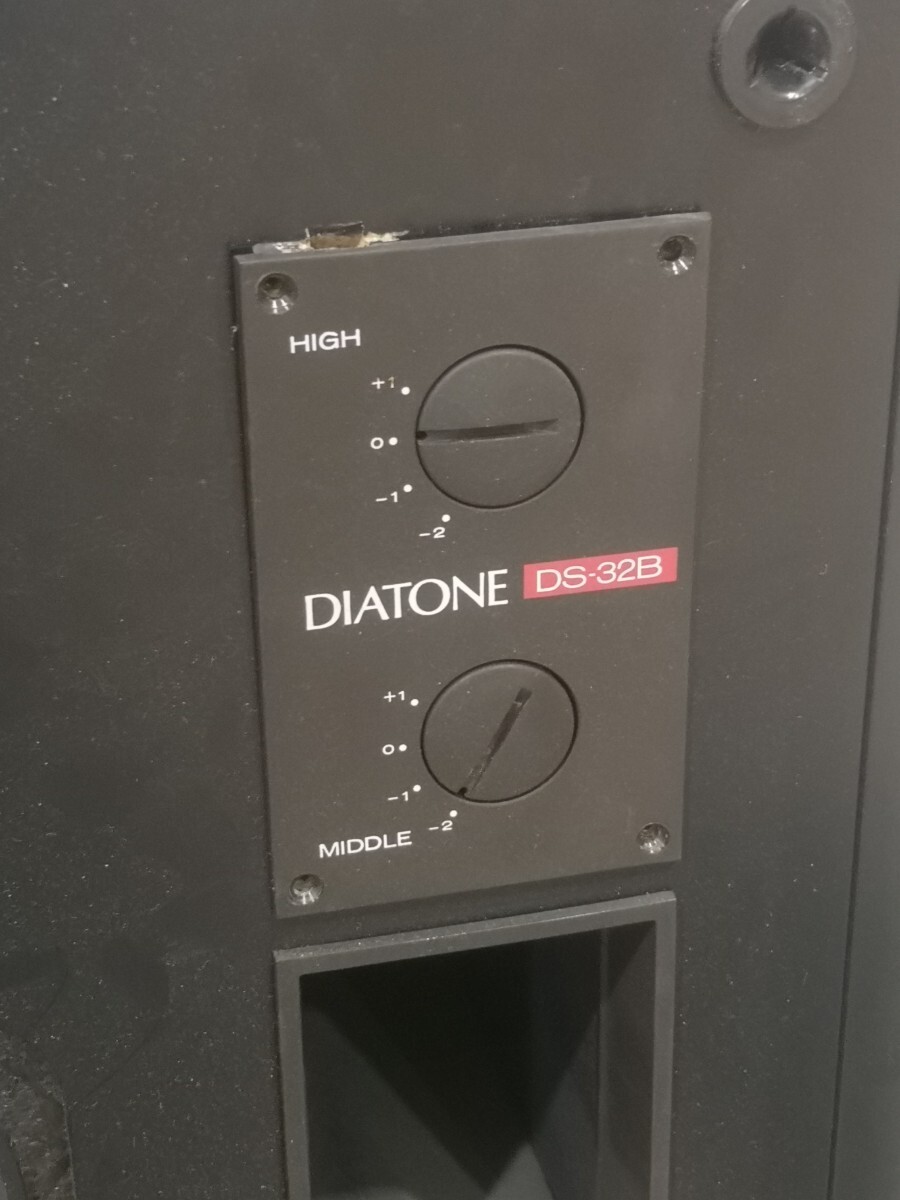 HIGH
+1
0
-1
-2
DIATONE DS-32B
+1
0
-1
-2
MIDDLE